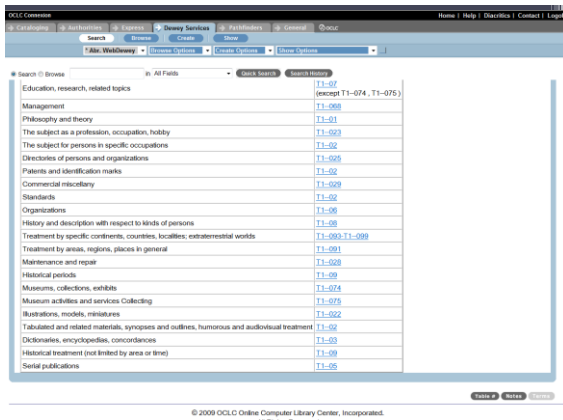 OCLC Connexion Home | Help | Diacritics | Contact | Logout
Cataloging Authorities Express Dewey Services Pathfinders General OCLC
Search Browse Create Show
*Abr. WebDewey Browse Options Create Options Show Options
Search Browse in All Fields Quick Search Search History
Education, research, related topics T1--07
(except T1--074 , T1--075 )
Management T1--068
Philosophy and theory T1--01
The subject as a profession, occupation, hobby T1--023
The subject for persons in specific occupations T1--02
Directories of persons and organizations T1--025
Patents and identification marks T1--02
Commercial miscellany T1--029
Standards T1--02
Organizations T1--06
History and description with respect to kinds of persons T1--08
Treatment by specific continents, countries, localities; extraterrestrial worlds T1--093-T1--099
Treatment by areas, regions, places in general T1--091
Maintenance and repair T1--028
Historical periods T1--09
Museums, collections, exhibits T1--074
Museum activities and services Collecting T1--075
Illustrations, models, miniatures T1--022
Tabulated and related materials, synopses and outlines, humorous and audiovisual treatment T1--02
Dictionaries, encyclopedias, concordances T1--03
Historical treatment (not limited by area or time) T1--09
Serial publications T1--05
Table # Notes Terms
© 2009 OCLC Online Computer Library Center, Incorporated.